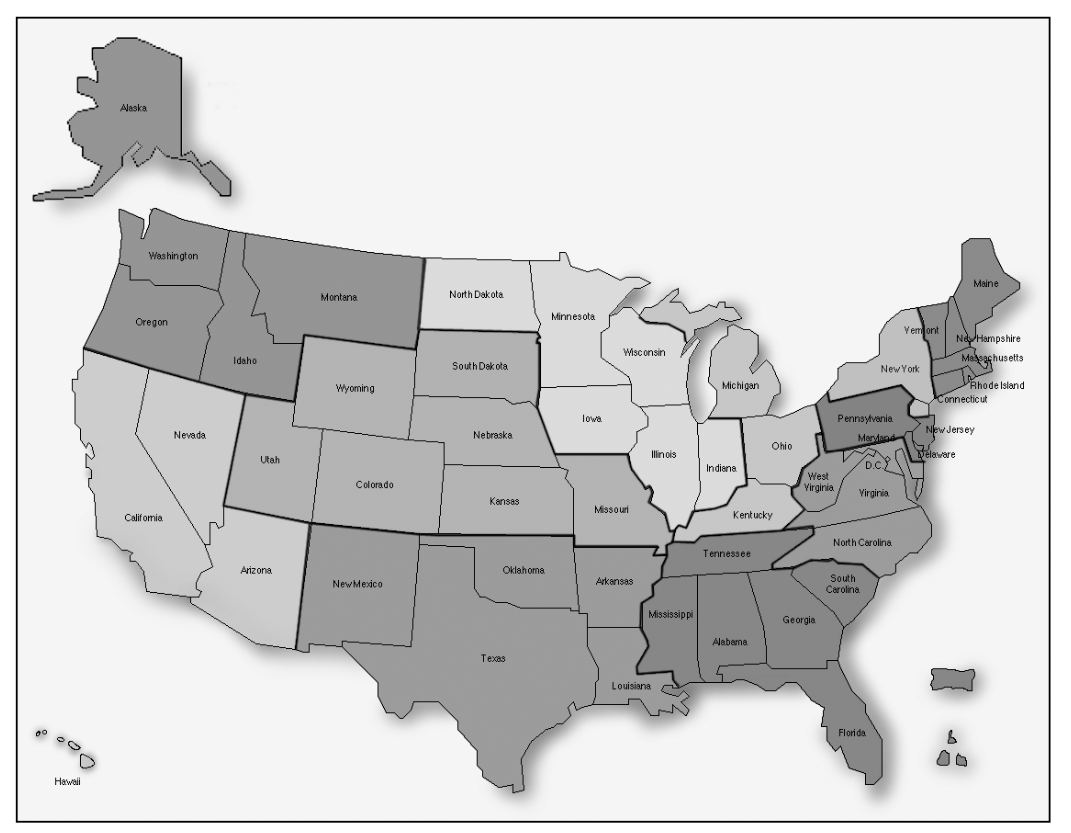 Alaska
Washington
Oregon
Idaho
Montana
North Dakota
Minnesota
Wisconsin
Michigan
Maine
Vermont
New Hampshire
Massachusetts
New York
Rhode Island
Connecticut
Wyoming
South Dakota
Iowa
Nebraska
Illinois
Indiana
Ohio
Pennsylvania
New Jersey
Maryland
Delaware
D.C.
Nevada
Utah
Colorado
Kansas
Missouri
Kentucky
West
Virginia
Virginia
California
Arizona
New Mexico
Oklahoma
Arkansas
Tennessee
North Carolina
South
Carolina
Texas
Louisiana
Mississippi
Alabama
Georgia
Florida
Hawaii